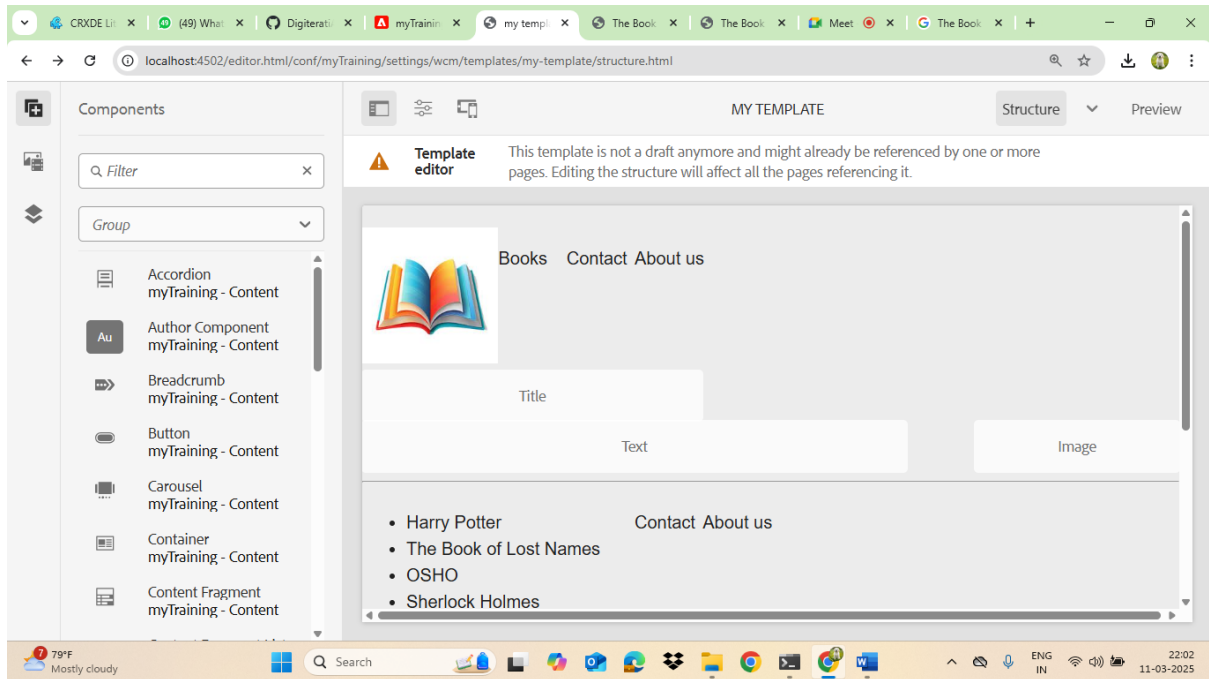 CRXDE Lit
(49) What
Digiterati
myTrainin
my templ
The Book
The Book
Meet
The Book
localhost:4502/editor.html/conf/myTraining/settings/wcm/templates/my-template/structure.html
Components
MY TEMPLATE
Structure
Preview
Template editor
This template is not a draft anymore and might already be referenced by one or more
pages. Editing the structure will affect all the pages referencing it.
Filter
Group
Accordion
myTraining - Content
Au
Author Component
myTraining - Content
Breadcrumb
myTraining - Content
Button
myTraining - Content
Carousel
myTraining - Content
Container
myTraining - Content
Content Fragment
myTraining - Content
Books Contact About us
Title
Text
Image
Harry Potter
The Book of Lost Names
OSHO
Sherlock Holmes
Contact About us
7
79°F
Mostly cloudy
Search
ENG
IN
22:02
11-03-2025